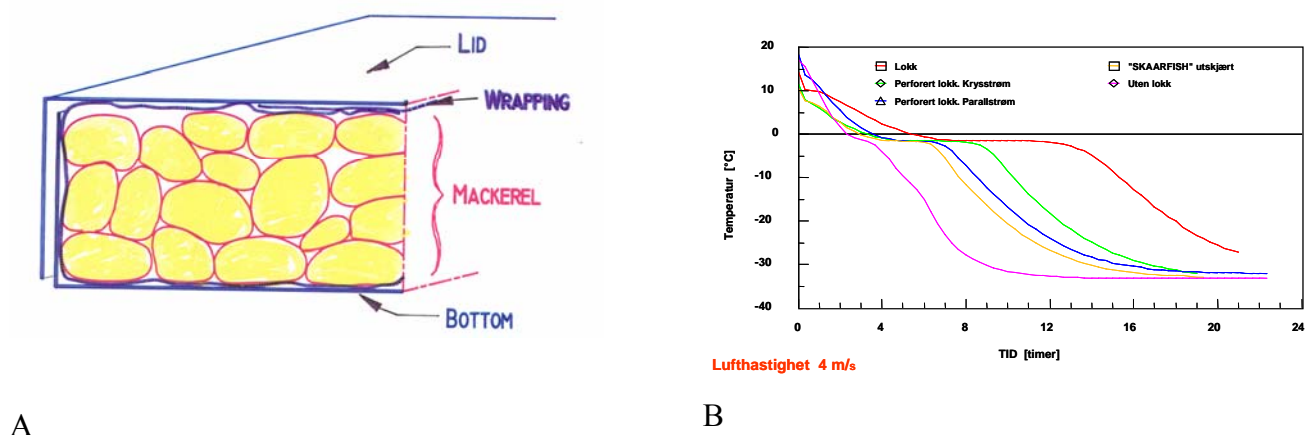 LID
WRAPPING
MACKEREL
BOTTOM
A
20
10
0
-10
-20
-30
-40
Temperatur [°C]
Lokk
Perforert lokk. Krysstrøm
Perforert lokk. Parallstrøm
"SKAARFISH" utskjært
Uten lokk
0 4 8 12 16 20 24
TID [timer]
Lufthastighet 4 m/s
B